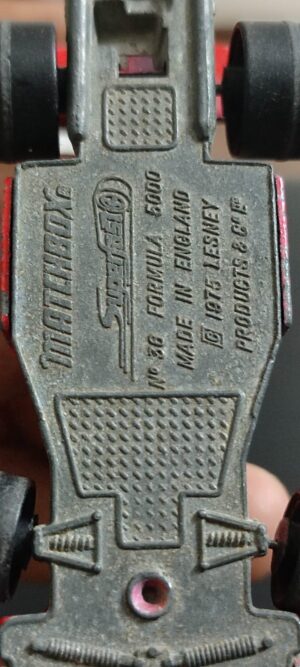 MATCHBOX
SUPERFAST
Nº 36 FORMULA 5000
MADE IN ENGLAND
© 1975 LESNEY
PRODUCTS & Cº Lᵀᴰ